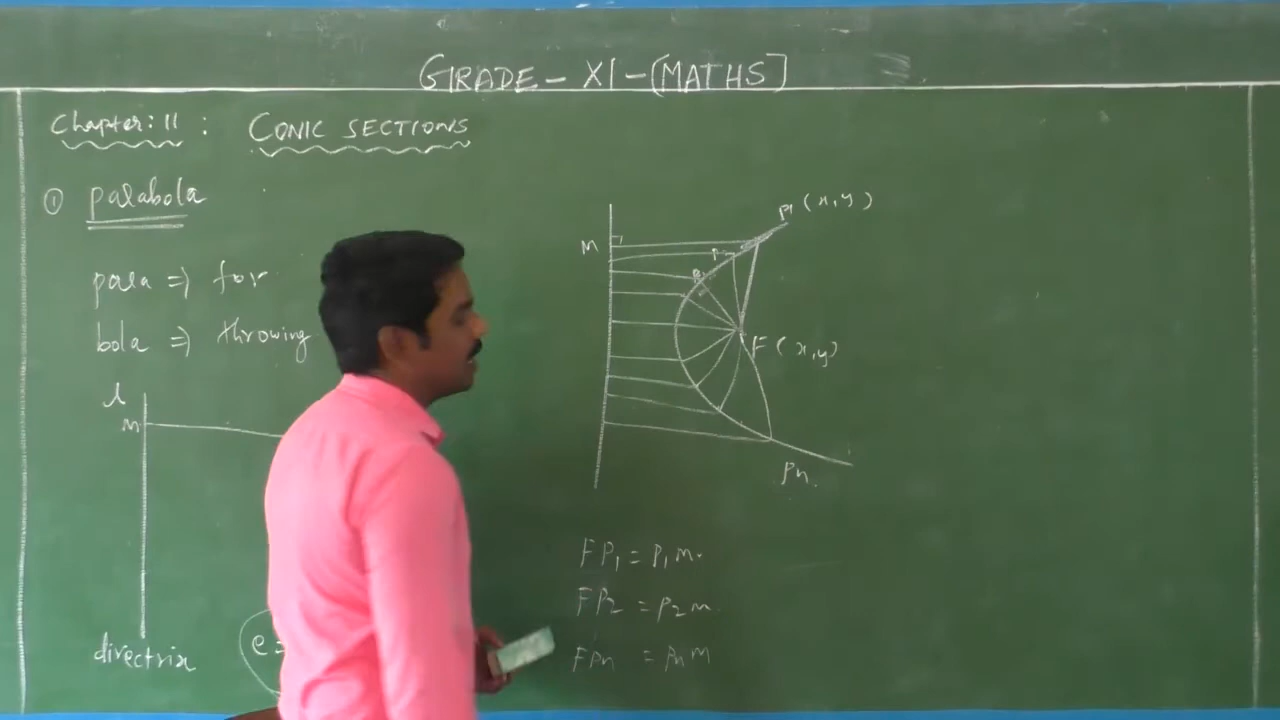 GRADE - XI - [MATHS]
Chapter: 11 : CONIC SECTIONS
① parabola
para => for
bola => throwing
l
M
directrix
e =
P1 (x, y)
M
F (x, y)
Pn
FP1 = P1M.
FP2 = P2M.
FPn = PnM